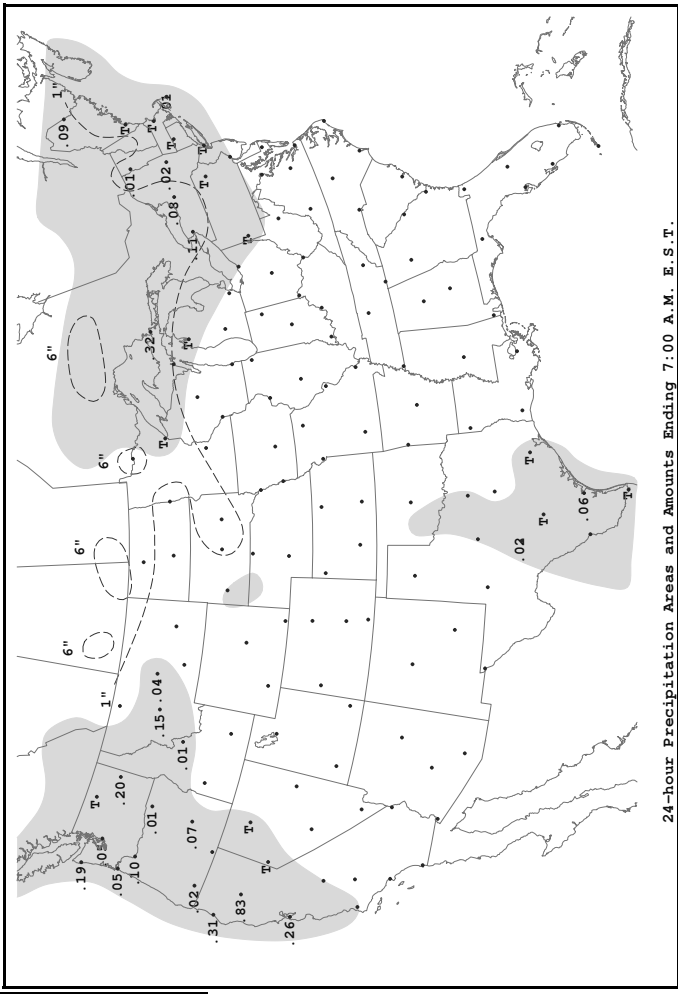 6"
1"
.09
6"
6"
.19
T
6"
1"
.05
.20
T
.01
.10
T
.32
.01
.04
.15
T
.02
.01
T
.08
.01
T
.07
.11
.02
T
T
.31
.83
T
T
T
.26
.02
T
T
.06
T
24-hour Precipitation Areas and Amounts Ending 7:00 A.M. E.S.T.